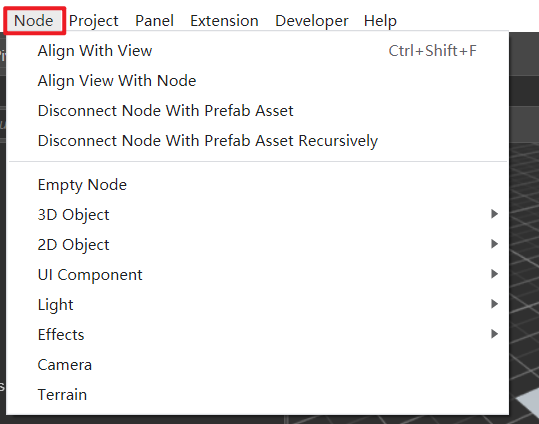 Node Project Panel Extension Developer Help
Align With View Ctrl+Shift+F
Align View With Node
Disconnect Node With Prefab Asset
Disconnect Node With Prefab Asset Recursively
Empty Node
3D Object
2D Object
UI Component
Light
Effects
Camera
Terrain